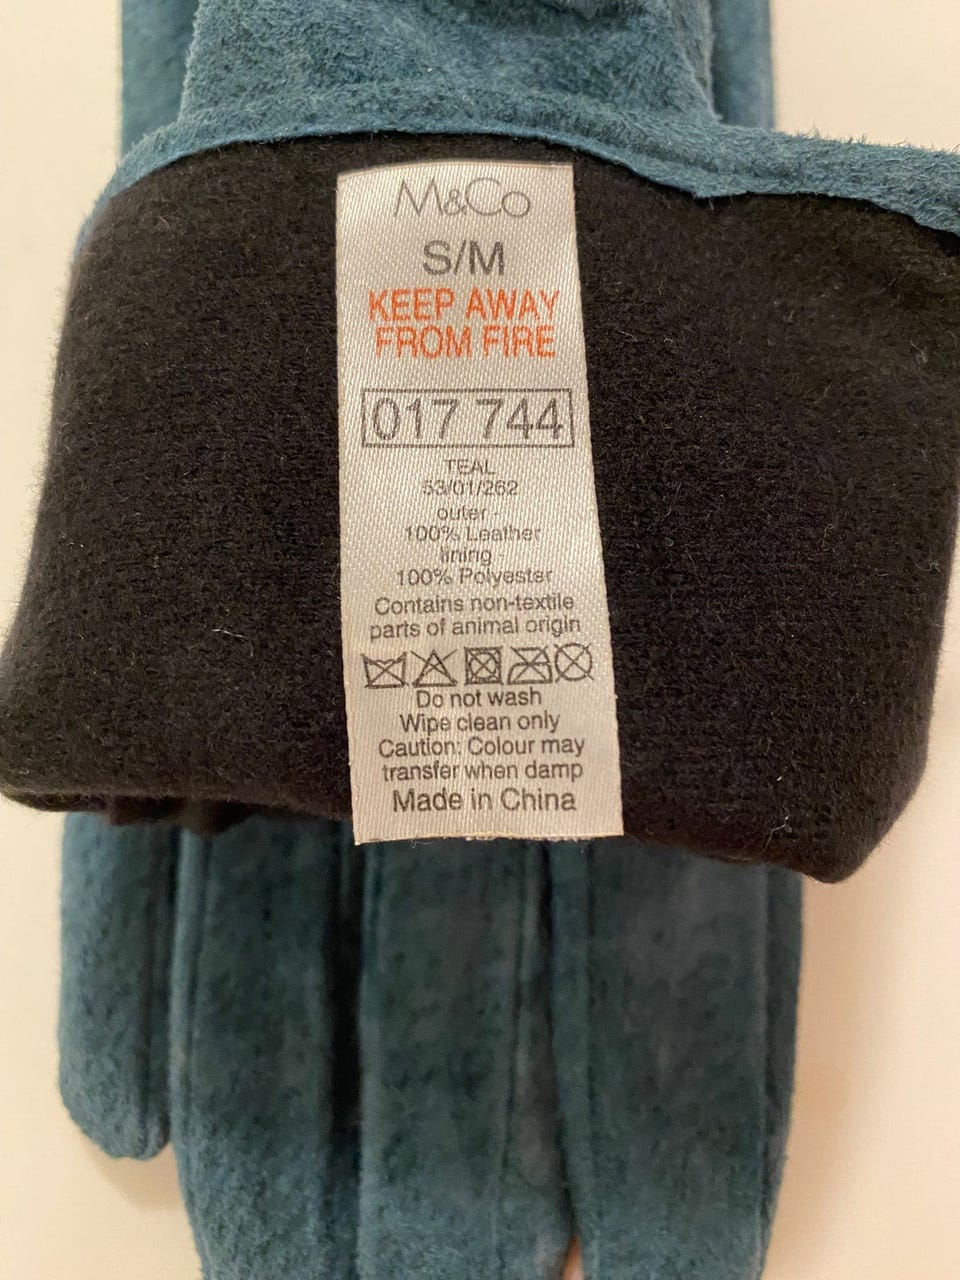 M&Co
S/M
KEEP AWAY
FROM FIRE
017 744
TEAL
53/01/262
outer -
100% Leather
lining
100% Polyester
Contains non-textile
parts of animal origin
Do not wash
Wipe clean only
Caution: Colour may
transfer when damp
Made in China